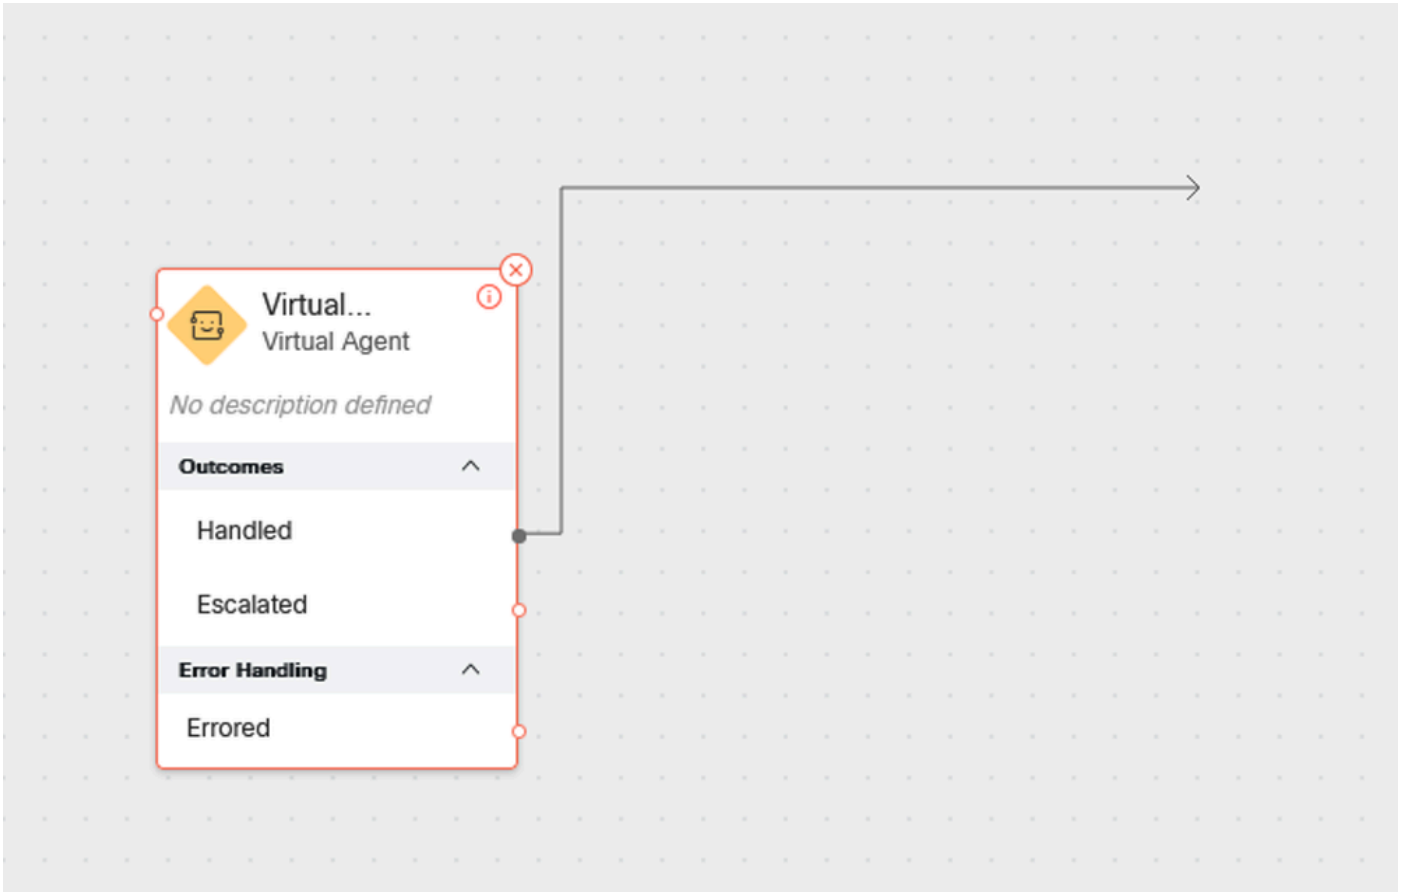 Virtual...
Virtual Agent
No description defined
Outcomes
Handled
Escalated
Error Handling
Errored